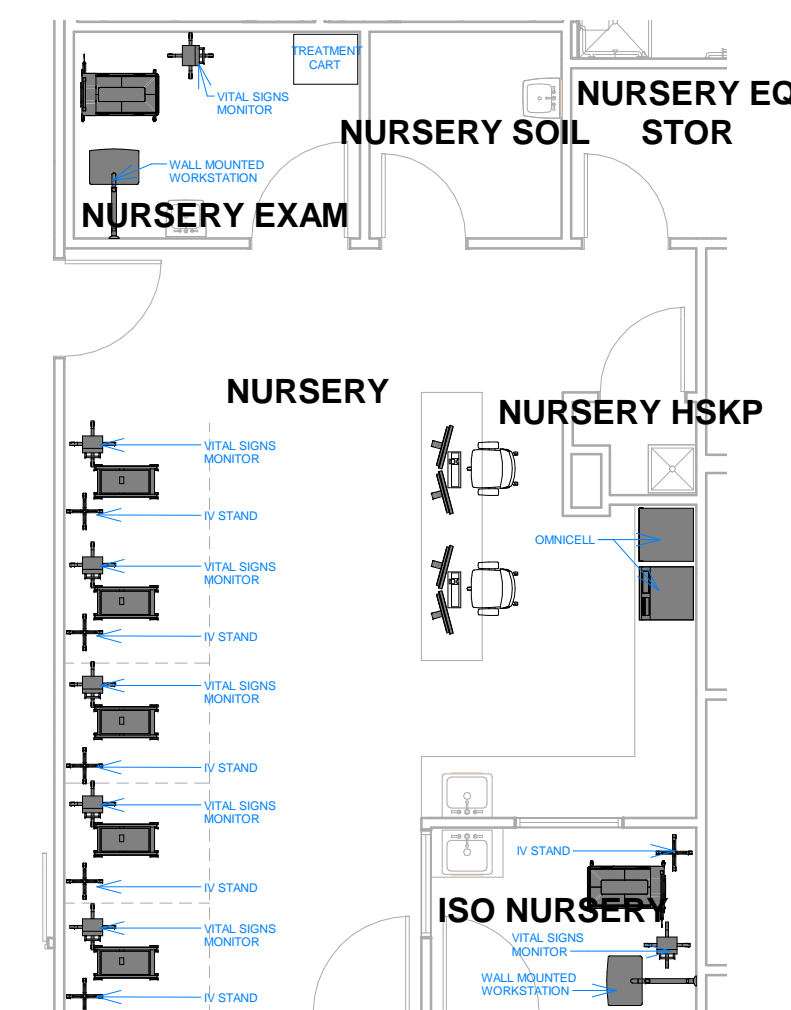 TREATMENT
CART
VITAL SIGNS
MONITOR
NURSERY EQ
STOR
NURSERY SOIL
WALL MOUNTED
WORKSTATION
NURSERY EXAM
NURSERY
NURSERY HSKP
VITAL SIGNS
MONITOR
IV STAND
OMNICELL
VITAL SIGNS
MONITOR
IV STAND
VITAL SIGNS
MONITOR
IV STAND
VITAL SIGNS
MONITOR
IV STAND
IV STAND
ISO NURSERY
VITAL SIGNS
MONITOR
VITAL SIGNS
MONITOR
WALL MOUNTED
WORKSTATION
IV STAND